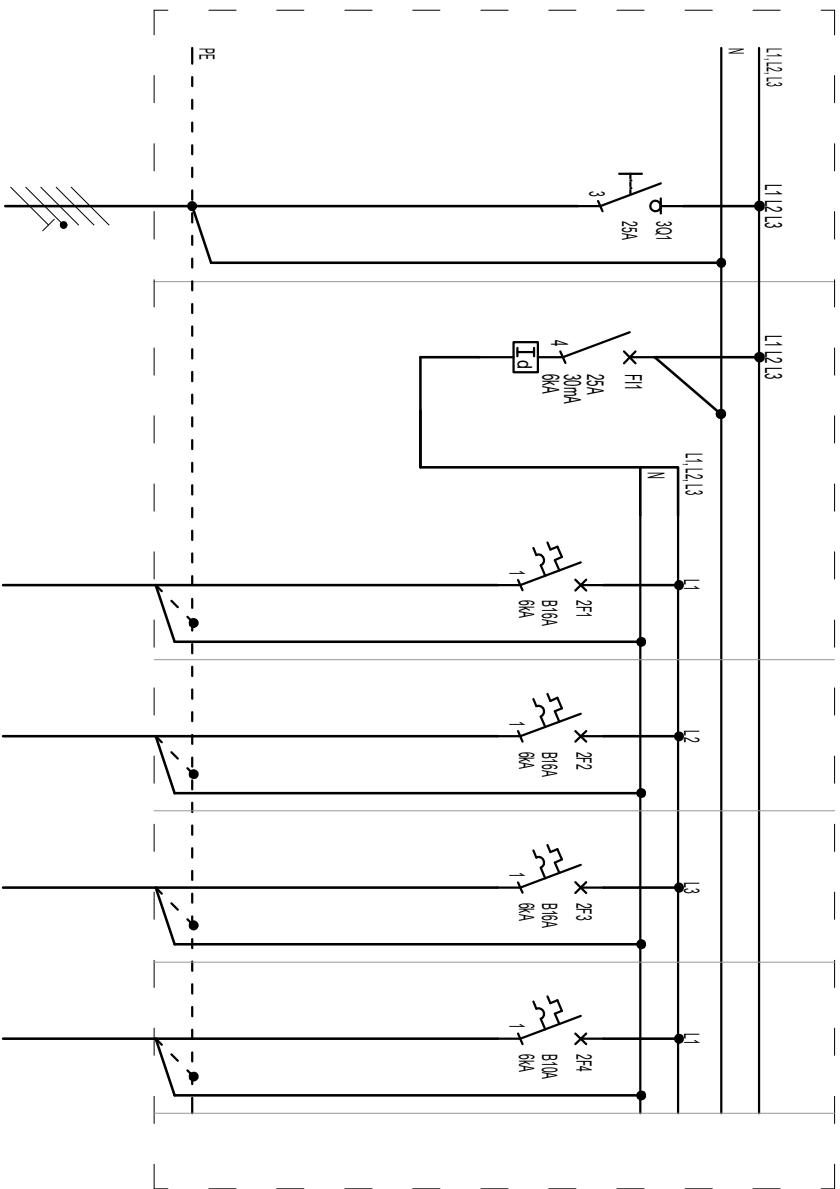 L1, L2, L3
N
PE
L1 L2 L3
3Q1
3
25A
L1 L2 L3
FI1
4
25A
30mA
6kA
Id
L1, L2, L3
N
L1
2F1
1
B16A
6kA
L2
2F2
1
B16A
6kA
L3
2F3
1
B16A
6kA
L1
2F4
1
B10A
6kA